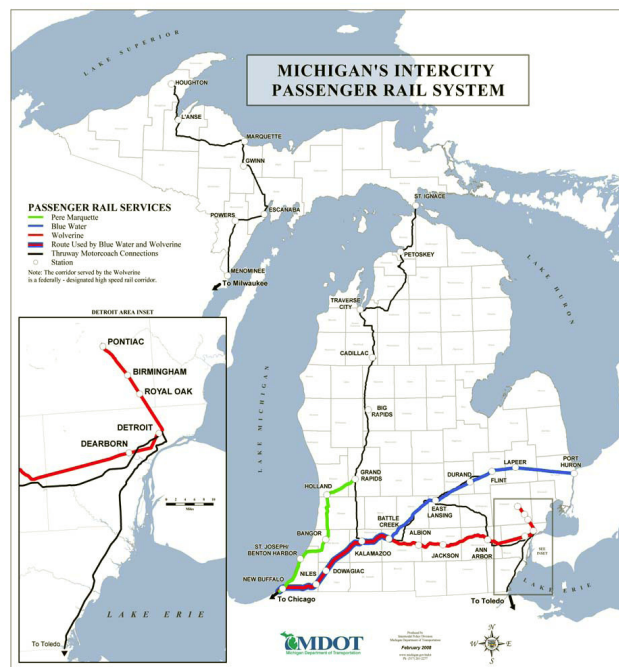 MICHIGAN'S INTERCITY
PASSENGER RAIL SYSTEM
LAKE SUPERIOR
HOUGHTON
L'ANSE
MARQUETTE
GWINN
ESCANABA
POWERS
MENOMINEE
To Milwaukee
ST. IGNACE
PETOSKEY
TRAVERSE
CITY
CADILLAC
BIG
RAPIDS
LAKE HURON
LAKE MICHIGAN
PASSENGER RAIL SERVICES
Pere Marquette
Blue Water
Wolverine
Route Used by Blue Water and Wolverine
Thruway Motorcoach Connections
Station
Note: The corridor served by the Wolverine
is a federally - designated high speed rail corridor.
DETROIT AREA INSET
PONTIAC
BIRMINGHAM
ROYAL OAK
DETROIT
DEARBORN
Miles
LAKE ERIE
To Toledo
GRAND
RAPIDS
HOLLAND
BANGOR
ST. JOSEPH/
BENTON HARBOR
NEW BUFFALO
NILES
DOWAGIAC
KALAMAZOO
BATTLE
CREEK
ALBION
JACKSON
ANN
ARBOR
EAST
LANSING
DURAND
FLINT
LAPEER
PORT
HURON
SEE
INSET
To Chicago
To Toledo
LAKE ERIE
MDOT
Michigan Department of Transportation
February 2008
N
W
E
S